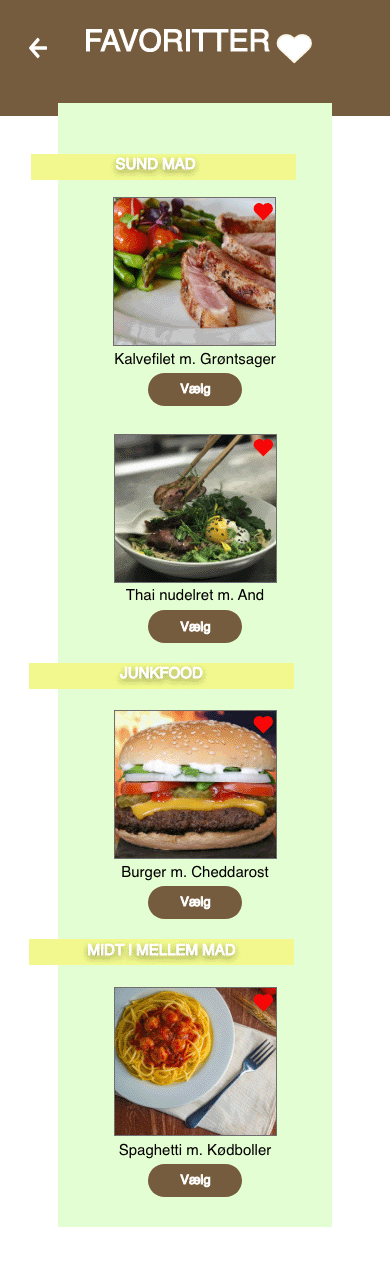 FAVORITTER
SUND MAD
Kalvefilet m. Grøntsager
Vælg
Thai nudelret m. And
Vælg
JUNKFOOD
Burger m. Cheddarost
Vælg
MIDT I MELLEM MAD
Spaghetti m. Kødboller
Vælg